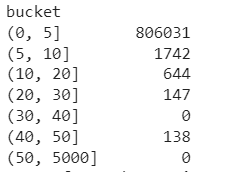 bucket
(0, 5] 806031
(5, 10] 1742
(10, 20] 644
(20, 30] 147
(30, 40] 0
(40, 50] 138
(50, 5000] 0